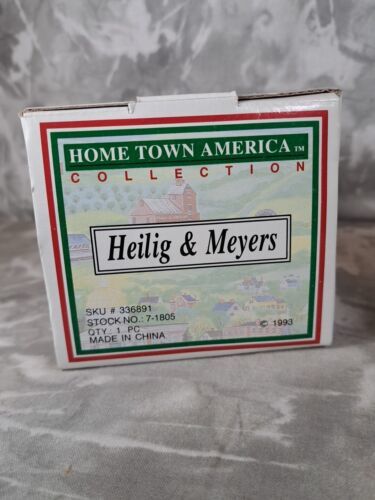 HOME TOWN AMERICA TM
COLLECTION
Heilig & Meyers
SKU # 336891
STOCK NO.: 7-1805
QTY: 1 PC
MADE IN CHINA
© 1993